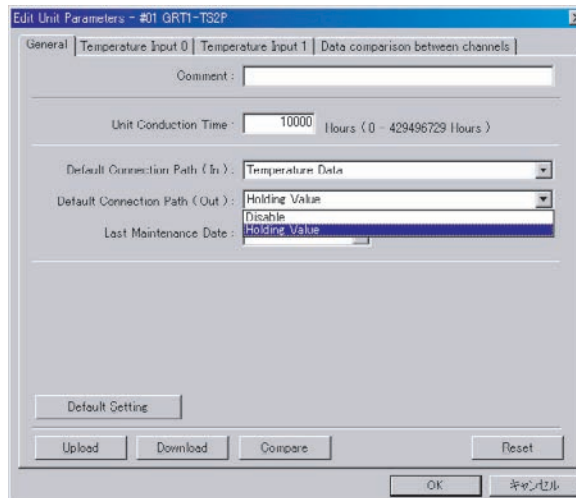 Edit Unit Parameters - #01 GRT1-TS2P
General Temperature Input 0 Temperature Input 1 Data comparison between channels
Comment :
Unit Conduction Time : 10000 Hours ( 0 - 429496729 Hours )
Default Connection Path ( In ) : Temperature Data
Default Connection Path ( Out ) : Holding Value
Disable
Last Maintenance Date : Holding Value
Default Setting
Upload Download Compare Reset
OK キャンセル